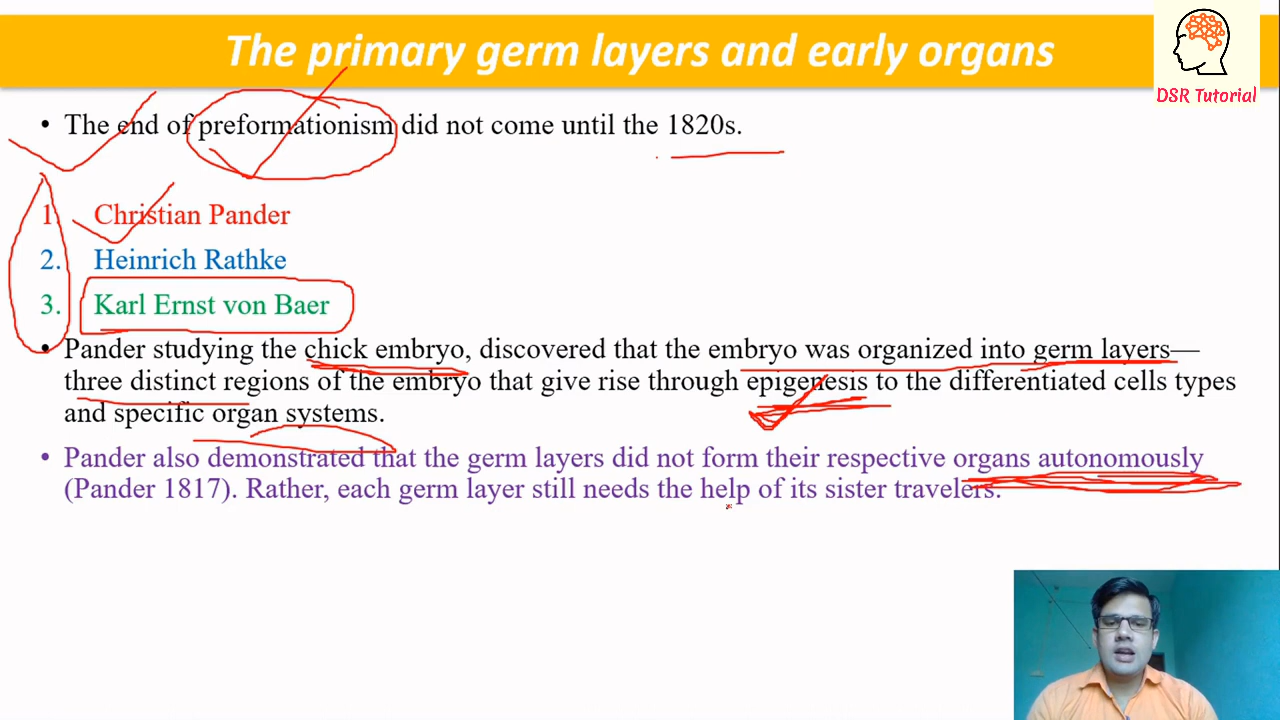 The primary germ layers and early organs
DSR Tutorial
• The end of preformationism did not come until the 1820s.
1. Christian Pander
2. Heinrich Rathke
3. Karl Ernst von Baer
• Pander studying the chick embryo, discovered that the embryo was organized into germ layers—
three distinct regions of the embryo that give rise through epigenesis to the differentiated cells types
and specific organ systems.
• Pander also demonstrated that the germ layers did not form their respective organs autonomously
(Pander 1817). Rather, each germ layer still needs the help of its sister travelers.